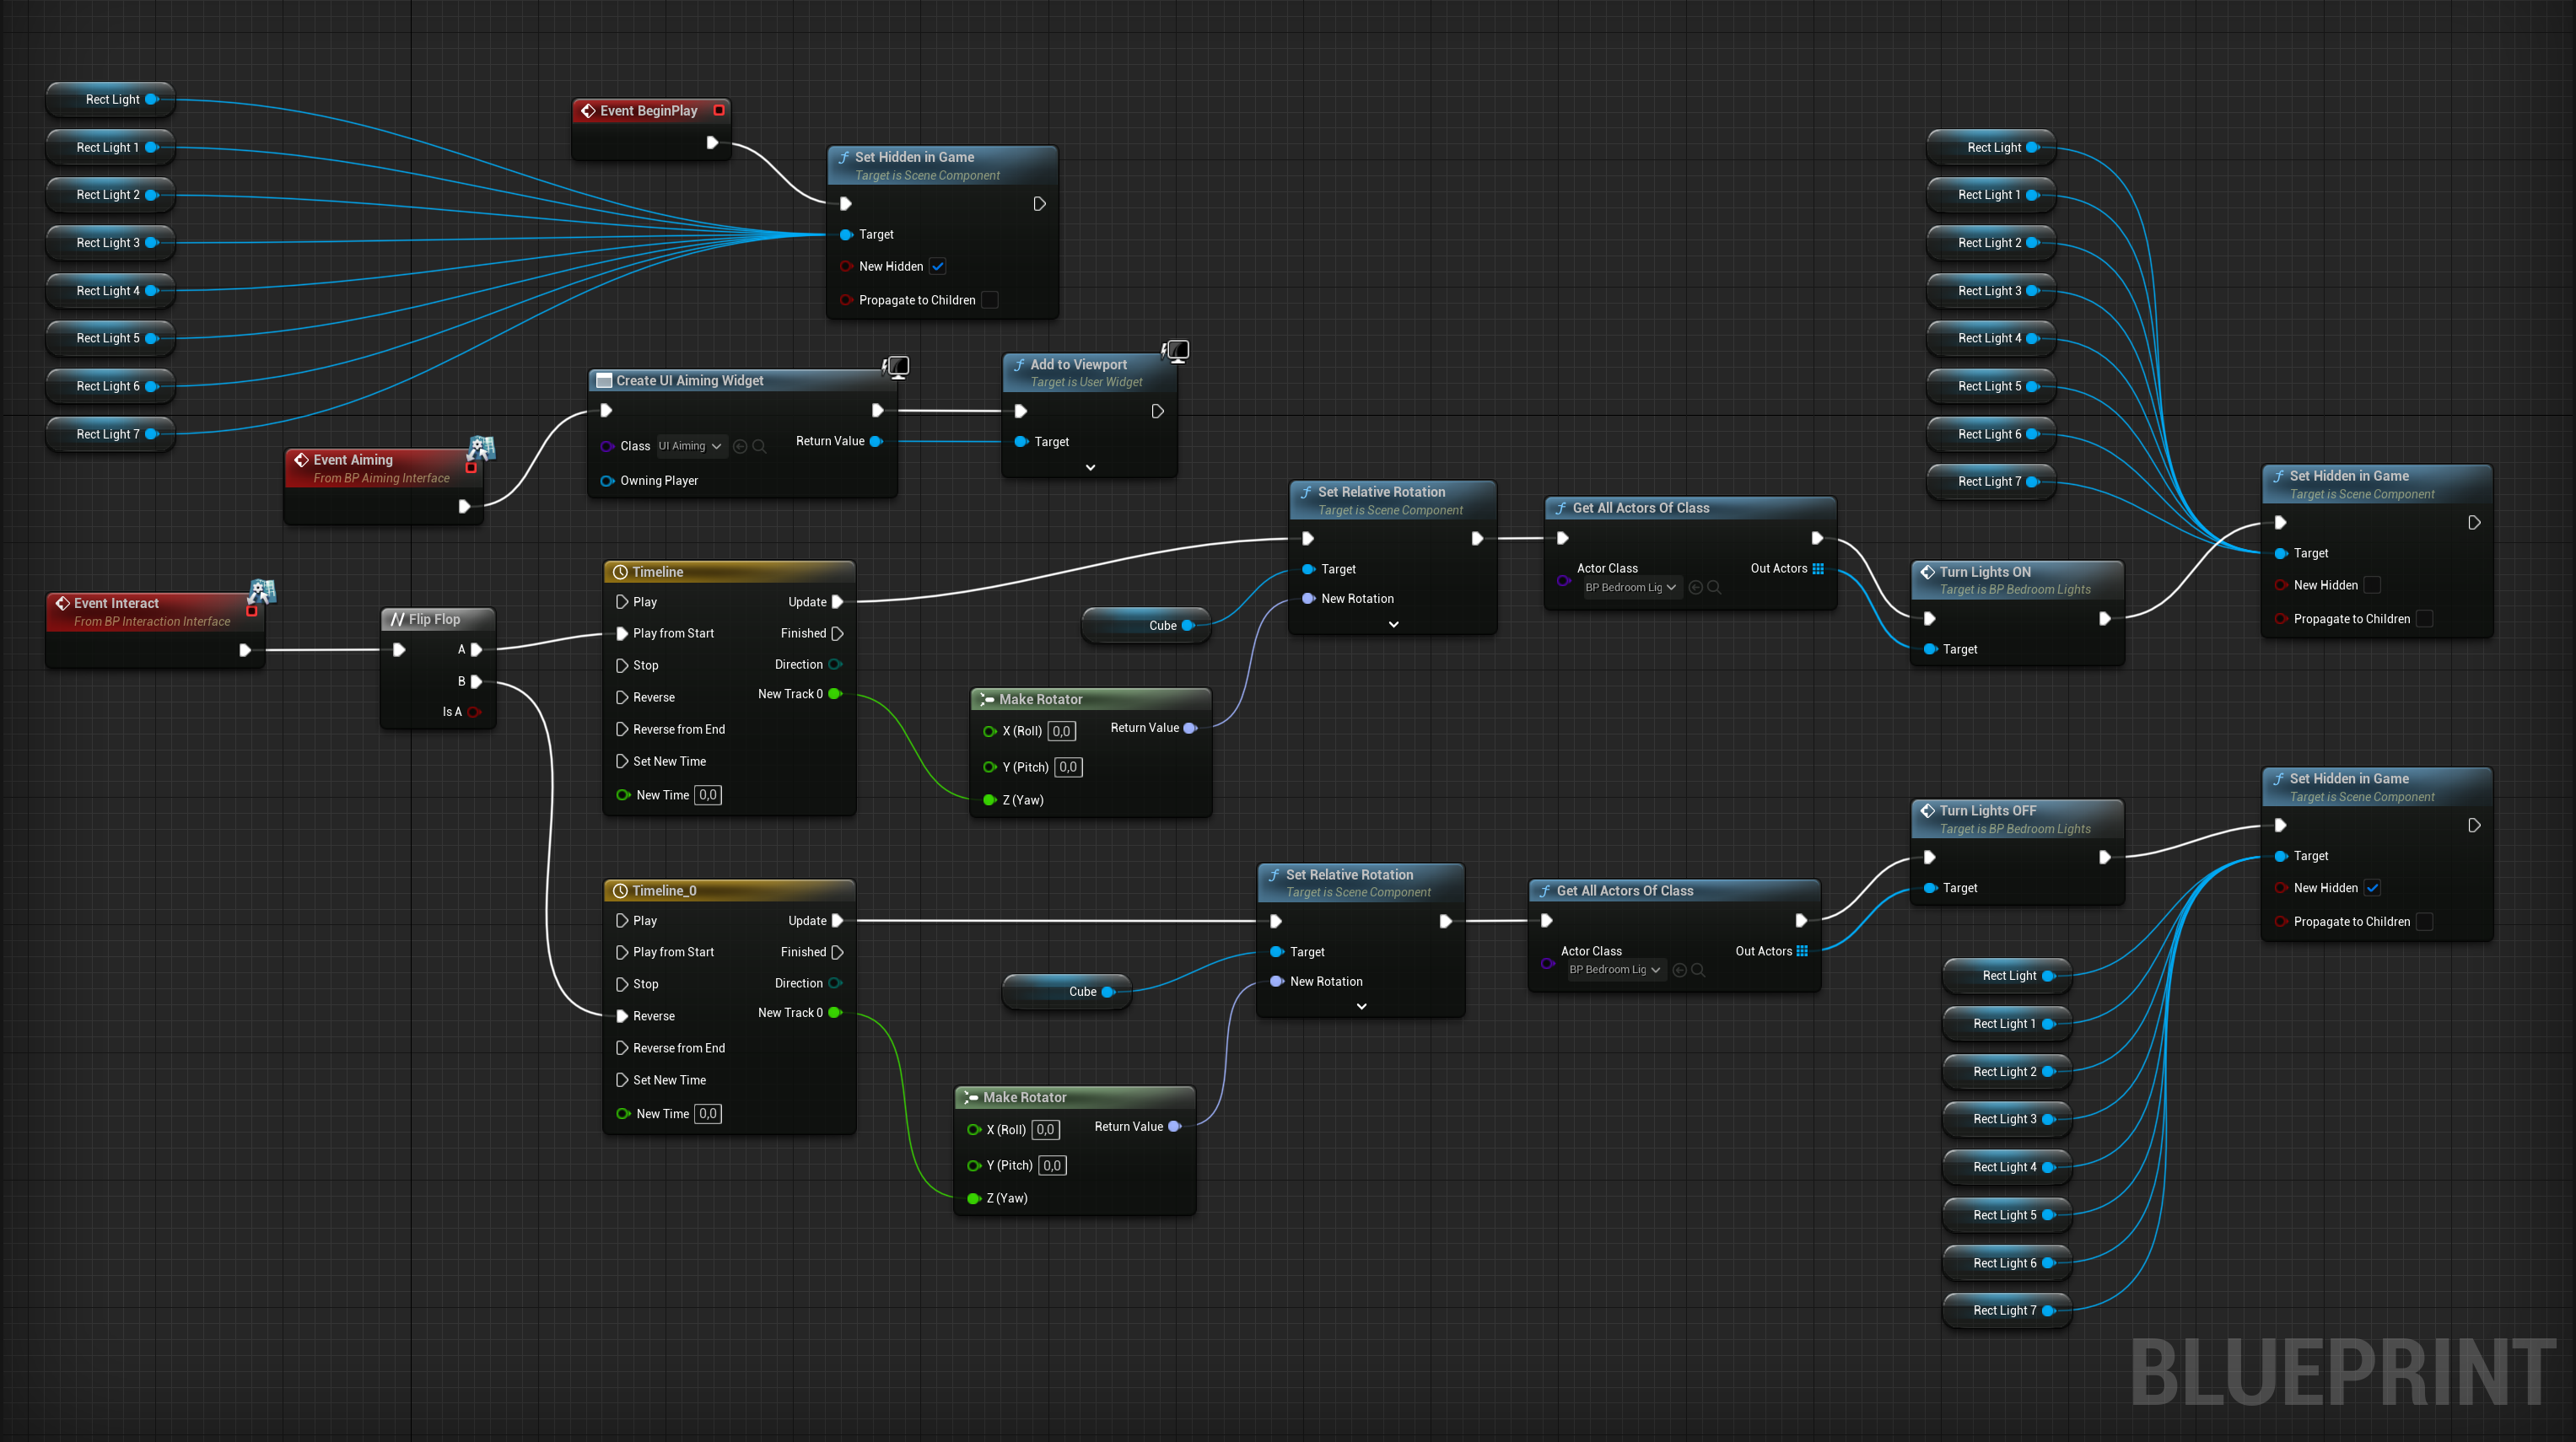 Rect Light
Rect Light 1
Rect Light 2
Rect Light 3
Rect Light 4
Rect Light 5
Rect Light 6
Rect Light 7
Event BeginPlay
Set Hidden in Game
Target is Scene Component
Target
New Hidden
Propagate to Children
Event Aiming
From BP Aiming Interface
Create UI Aiming Widget
Class UI Aiming Return Value
Owning Player
Add to Viewport
Target is User Widget
Target
Event Interact
From BP Interaction Interface
Flip Flop
A
B
Is A
Timeline
Play Update
Play from Start Finished
Stop Direction
Reverse New Track 0
Reverse from End
Set New Time
New Time 0,0
Cube
Make Rotator
X (Roll) 0,0 Return Value
Y (Pitch) 0,0
Z (Yaw)
Set Relative Rotation
Target is Scene Component
Target
New Rotation
Get All Actors Of Class
Actor Class Out Actors
BP Bedroom Lig
Turn Lights ON
Target is BP Bedroom Lights
Target
Rect Light
Rect Light 1
Rect Light 2
Rect Light 3
Rect Light 4
Rect Light 5
Rect Light 6
Rect Light 7
Set Hidden in Game
Target is Scene Component
Target
New Hidden
Propagate to Children
Timeline_0
Play Update
Play from Start Finished
Stop Direction
Reverse New Track 0
Reverse from End
Set New Time
New Time 0,0
Cube
Make Rotator
X (Roll) 0,0 Return Value
Y (Pitch) 0,0
Z (Yaw)
Set Relative Rotation
Target is Scene Component
Target
New Rotation
Get All Actors Of Class
Actor Class Out Actors
BP Bedroom Lig
Turn Lights OFF
Target is BP Bedroom Lights
Target
Set Hidden in Game
Target is Scene Component
Target
New Hidden
Propagate to Children
Rect Light
Rect Light 1
Rect Light 2
Rect Light 3
Rect Light 4
Rect Light 5
Rect Light 6
Rect Light 7
BLUEPRINT